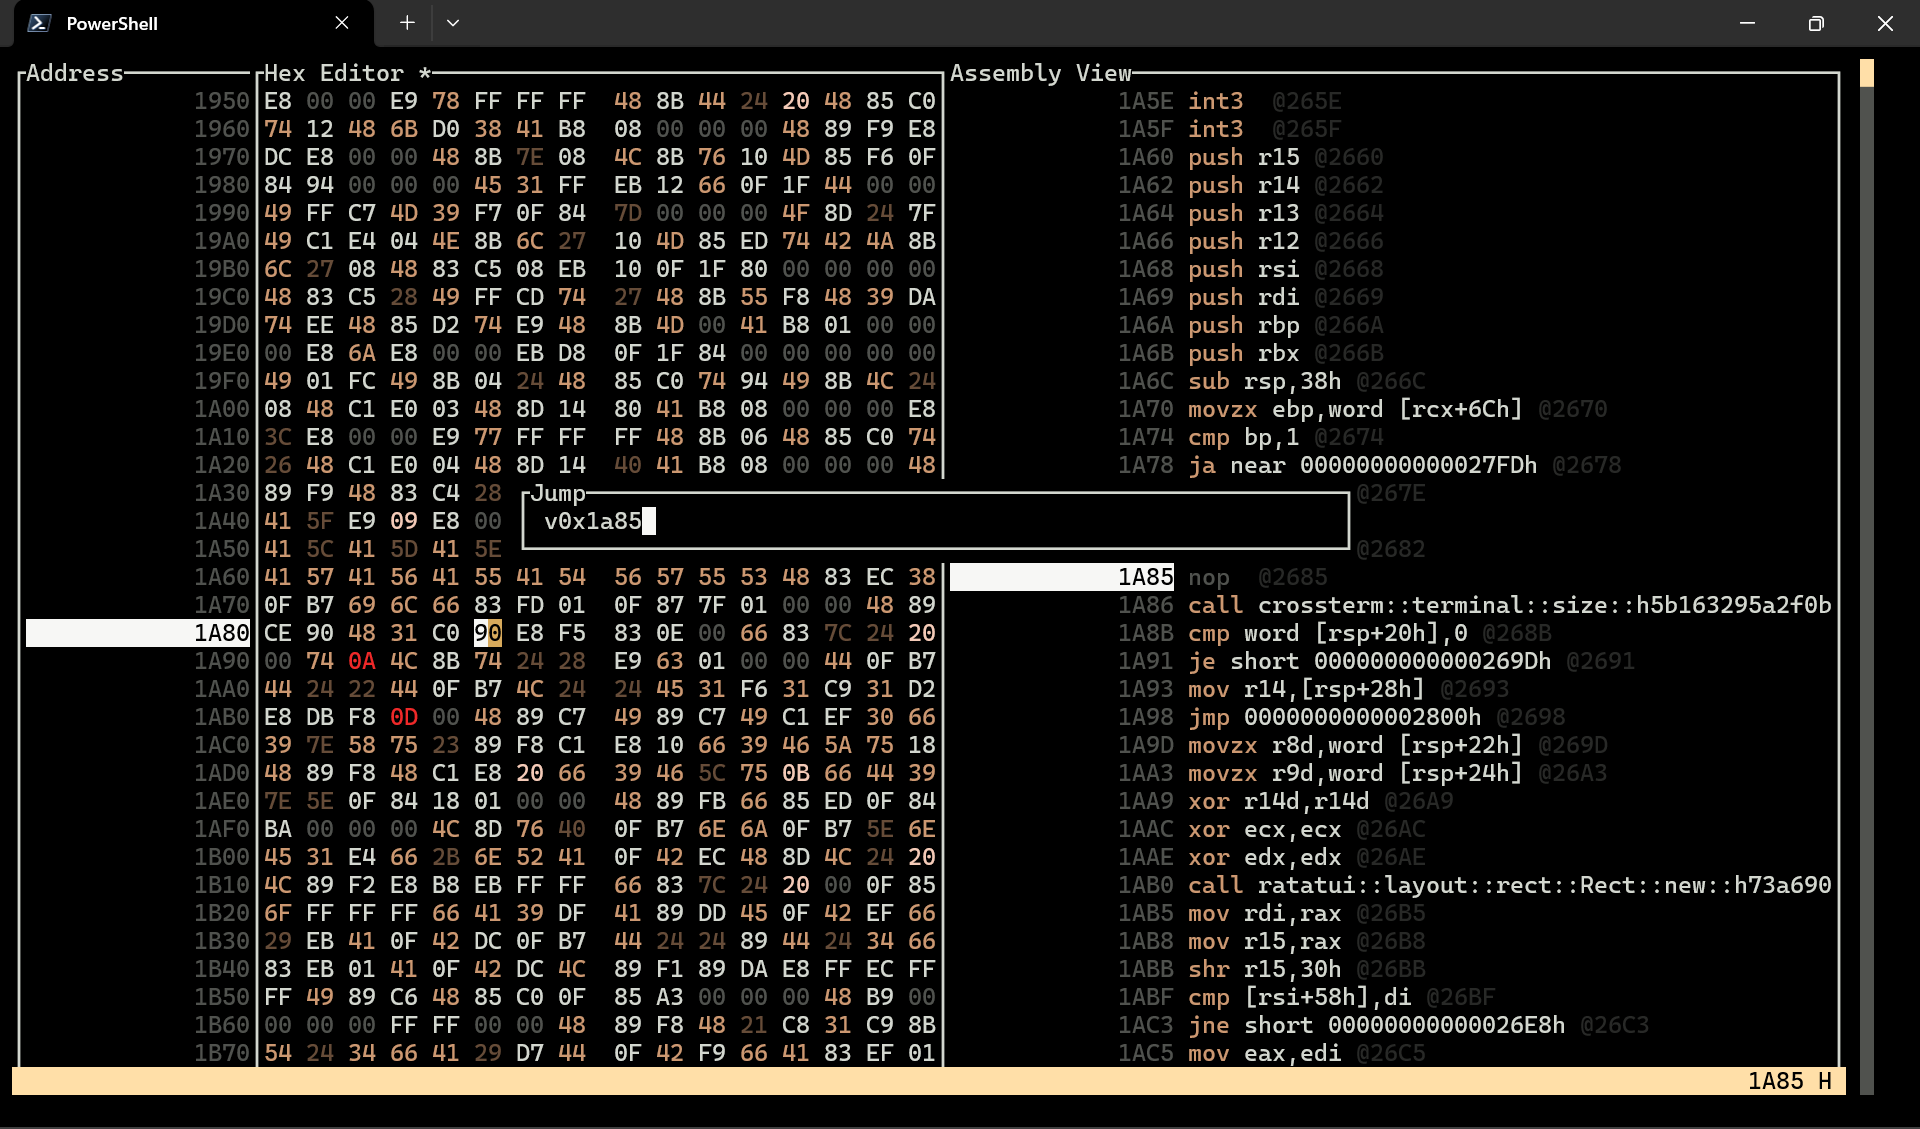 PowerShell
Address Hex Editor * Assembly View
1950 E8 00 00 E9 78 FF FF FF 48 8B 44 24 20 48 85 C0 1A5E int3 @265E
1960 74 12 48 6B D0 38 41 B8 08 00 00 00 48 89 F9 E8 1A5F int3 @265F
1970 DC E8 00 00 48 8B 7E 08 4C 8B 76 10 4D 85 F6 0F 1A60 push r15 @2660
1980 84 94 00 00 00 45 31 FF EB 12 66 0F 1F 44 00 00 1A62 push r14 @2662
1990 49 FF C7 4D 39 F7 0F 84 7D 00 00 00 4F 8D 24 7F 1A64 push r13 @2664
19A0 49 C1 E4 04 4E 8B 6C 27 10 4D 85 ED 74 42 4A 8B 1A66 push r12 @2666
19B0 6C 27 08 48 83 C5 08 EB 10 0F 1F 80 00 00 00 00 1A68 push rsi @2668
19C0 48 83 C5 28 49 FF CD 74 27 48 8B 55 F8 48 39 DA 1A69 push rdi @2669
19D0 74 EE 48 85 D2 74 E9 48 8B 4D 00 41 B8 01 00 00 1A6A push rbp @266A
19E0 00 E8 6A E8 00 00 EB D8 0F 1F 84 00 00 00 00 00 1A6B push rbx @266B
19F0 49 01 FC 49 8B 04 24 48 85 C0 74 94 49 8B 4C 24 1A6C sub rsp,38h @266C
1A00 08 48 C1 E0 03 48 8D 14 80 41 B8 08 00 00 00 E8 1A70 movzx ebp,word [rcx+6Ch] @2670
1A10 3C E8 00 00 E9 77 FF FF FF 48 8B 06 48 85 C0 74 1A74 cmp bp,1 @2674
1A20 26 48 C1 E0 04 48 8D 14 40 41 B8 08 00 00 00 48 1A78 ja near 00000000000027FDh @2678
1A30 89 F9 48 83 C4 28 Jump @267E
1A40 41 5F E9 09 E8 00 v0x1a85
1A50 41 5C 41 5D 41 5E @2682
1A60 41 57 41 56 41 55 41 54 56 57 55 53 48 83 EC 38 1A85 nop @2685
1A70 0F B7 69 6C 66 83 FD 01 0F 87 7F 01 00 00 48 89 1A86 call crossterm::terminal::size::h5b163295a2f0b
1A80 CE 90 48 31 C0 90 E8 F5 83 0E 00 66 83 7C 24 20 1A8B cmp word [rsp+20h],0 @268B
1A90 00 74 0A 4C 8B 74 24 28 E9 63 01 00 00 44 0F B7 1A91 je short 000000000000269Dh @2691
1AA0 44 24 22 44 0F B7 4C 24 24 45 31 F6 31 C9 31 D2 1A93 mov r14,[rsp+28h] @2693
1AB0 E8 DB F8 0D 00 48 89 C7 49 89 C7 49 C1 EF 30 66 1A98 jmp 0000000000002800h @2698
1AC0 39 7E 58 75 23 89 F8 C1 E8 10 66 39 46 5A 75 18 1A9D movzx r8d,word [rsp+22h] @269D
1AD0 48 89 F8 48 C1 E8 20 66 39 46 5C 75 0B 66 44 39 1AA3 movzx r9d,word [rsp+24h] @26A3
1AE0 7E 5E 0F 84 18 01 00 00 48 89 FB 66 85 ED 0F 84 1AA9 xor r14d,r14d @26A9
1AF0 BA 00 00 00 4C 8D 76 40 0F B7 6E 6A 0F B7 5E 6E 1AAC xor ecx,ecx @26AC
1B00 45 31 E4 66 2B 6E 52 41 0F 42 EC 48 8D 4C 24 20 1AAE xor edx,edx @26AE
1B10 4C 89 F2 E8 B8 EB FF FF 66 83 7C 24 20 00 0F 85 1AB0 call ratatui::layout::rect::Rect::new::h73a690
1B20 6F FF FF FF 66 41 39 DF 41 89 DD 45 0F 42 EF 66 1AB5 mov rdi,rax @26B5
1B30 29 EB 41 0F 42 DC 0F B7 44 24 24 89 44 24 34 66 1AB8 mov r15,rax @26B8
1B40 83 EB 01 41 0F 42 DC 4C 89 F1 89 DA E8 FF EC FF 1ABB shr r15,30h @26BB
1B50 FF 49 89 C6 48 85 C0 0F 85 A3 00 00 00 48 B9 00 1ABF cmp [rsi+58h],di @26BF
1B60 00 00 00 FF FF 00 00 48 89 F8 48 21 C8 31 C9 8B 1AC3 jne short 00000000000026E8h @26C3
1B70 54 24 34 66 41 29 D7 44 0F 42 F9 66 41 83 EF 01 1AC5 mov eax,edi @26C5
1A85 H